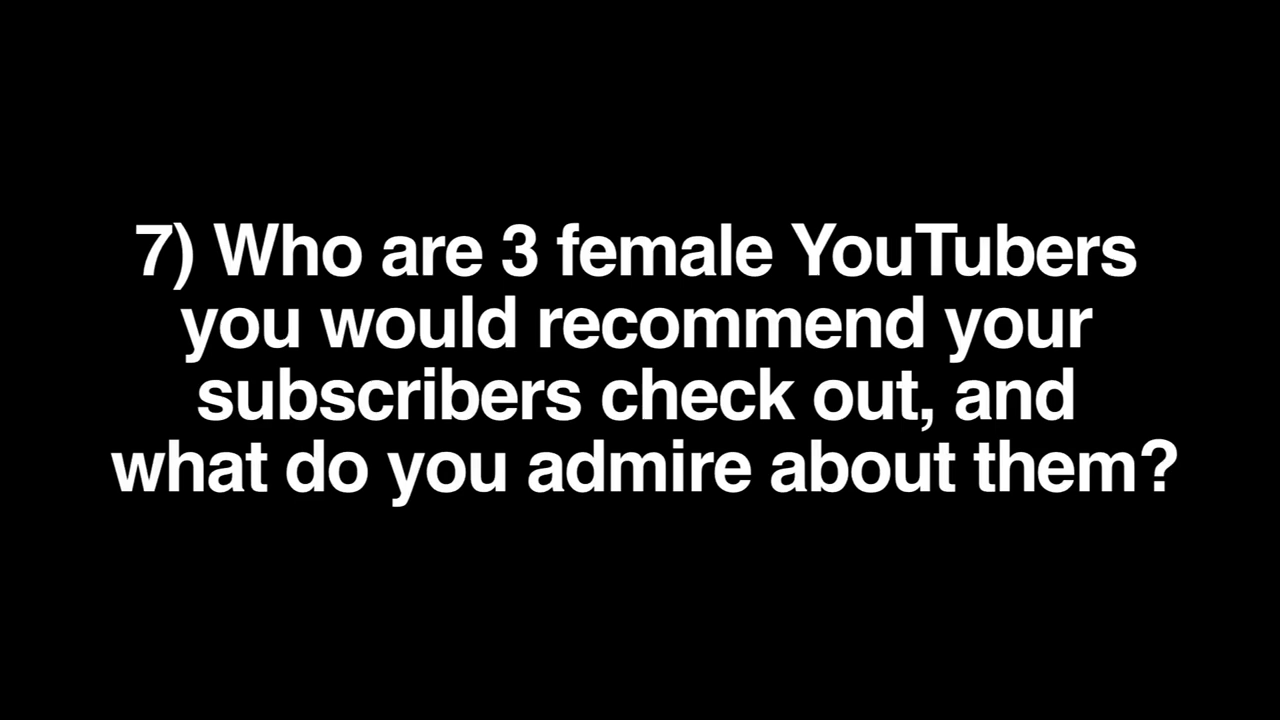 7) Who are 3 female YouTubers
you would recommend your
subscribers check out, and
what do you admire about them?